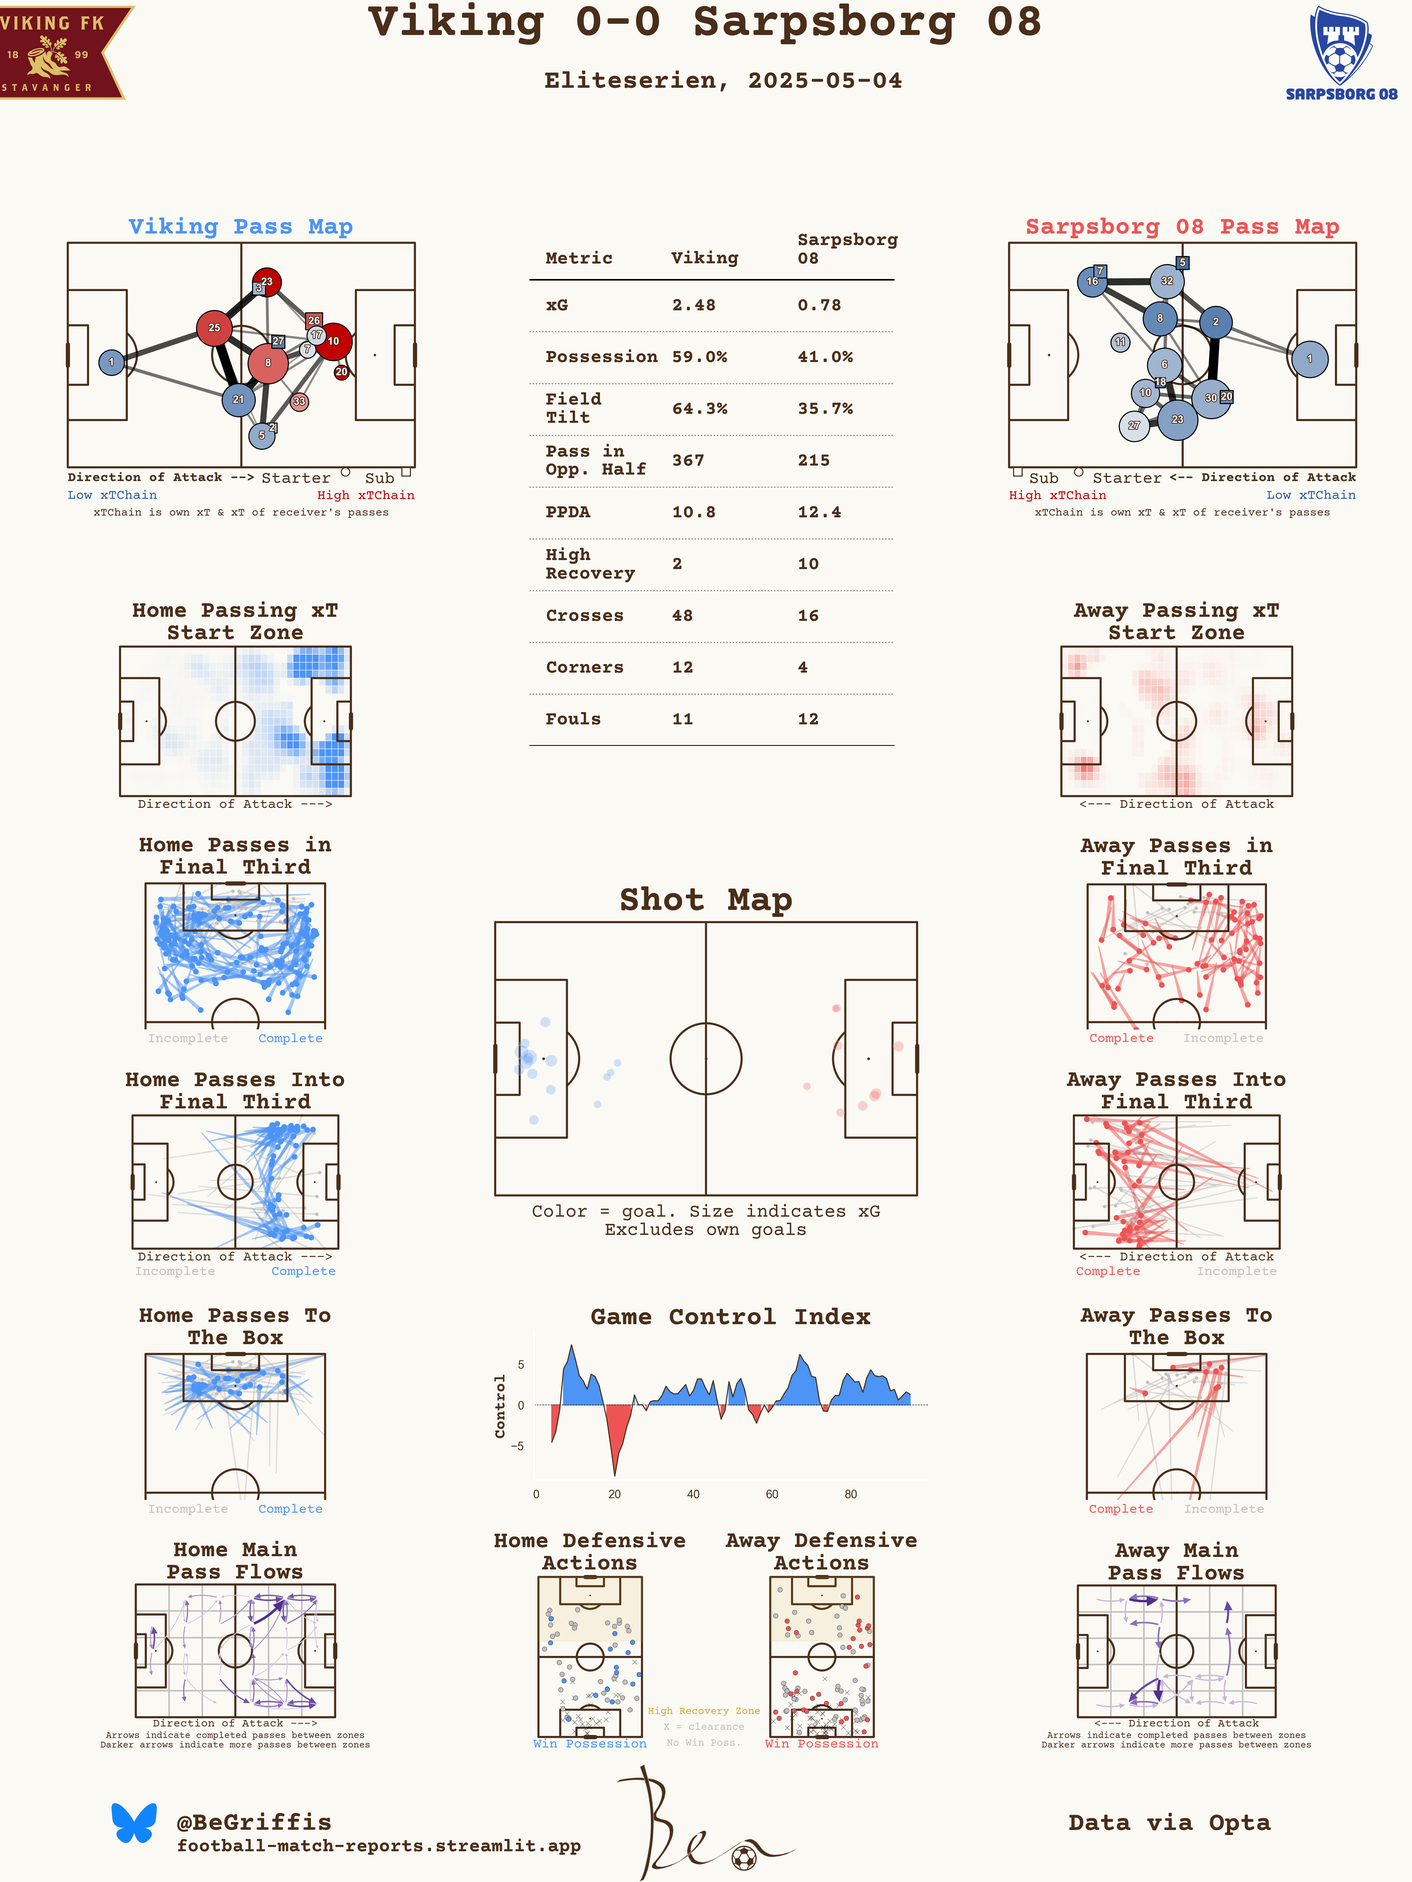 VIKING FK
18 99
STAVANGER
Viking 0-0 Sarpsborg 08
Eliteserien, 2025-05-04
SARPSBORG 08
Viking Pass Map
23
3
25
26
17
10
27
7
1
8
20
21
33
2
5
Direction of Attack --> Starter Sub
Low xTChain High xTChain
xTChain is own xT & xT of receiver's passes
Metric Viking Sarpsborg 08
xG 2.48 0.78
Possession 59.0% 41.0%
Field Tilt 64.3% 35.7%
Pass in Opp. Half 367 215
PPDA 10.8 12.4
High Recovery 2 10
Crosses 48 16
Corners 12 4
Fouls 11 12
Sarpsborg 08 Pass Map
5
7
16
32
8
2
11
1
6
18
10
30
20
27
23
Sub Starter <-- Direction of Attack
High xTChain Low xTChain
xTChain is own xT & xT of receiver's passes
Home Passing xT
Start Zone
Direction of Attack --->
Away Passing xT
Start Zone
<--- Direction of Attack
Home Passes in
Final Third
Incomplete Complete
Away Passes in
Final Third
Complete Incomplete
Shot Map
Color = goal. Size indicates xG
Excludes own goals
Home Passes Into
Final Third
Direction of Attack --->
Incomplete Complete
Away Passes Into
Final Third
<--- Direction of Attack
Complete Incomplete
Home Passes To
The Box
Incomplete Complete
Game Control Index
Control
5
0
−5
0 20 40 60 80
Away Passes To
The Box
Complete Incomplete
Home Main
Pass Flows
Direction of Attack --->
Arrows indicate completed passes between zones
Darker arrows indicate more passes between zones
Home Defensive
Actions
Win Possession
High Recovery Zone
X = clearance
No Win Poss.
Away Defensive
Actions
Win Possession
Away Main
Pass Flows
<--- Direction of Attack
Arrows indicate completed passes between zones
Darker arrows indicate more passes between zones
@BeGriffis
football-match-reports.streamlit.app
Ben
Data via Opta